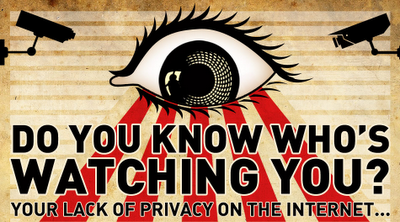 DO YOU KNOW WHO'S
WATCHING YOU?
YOUR LACK OF PRIVACY ON THE INTERNET...